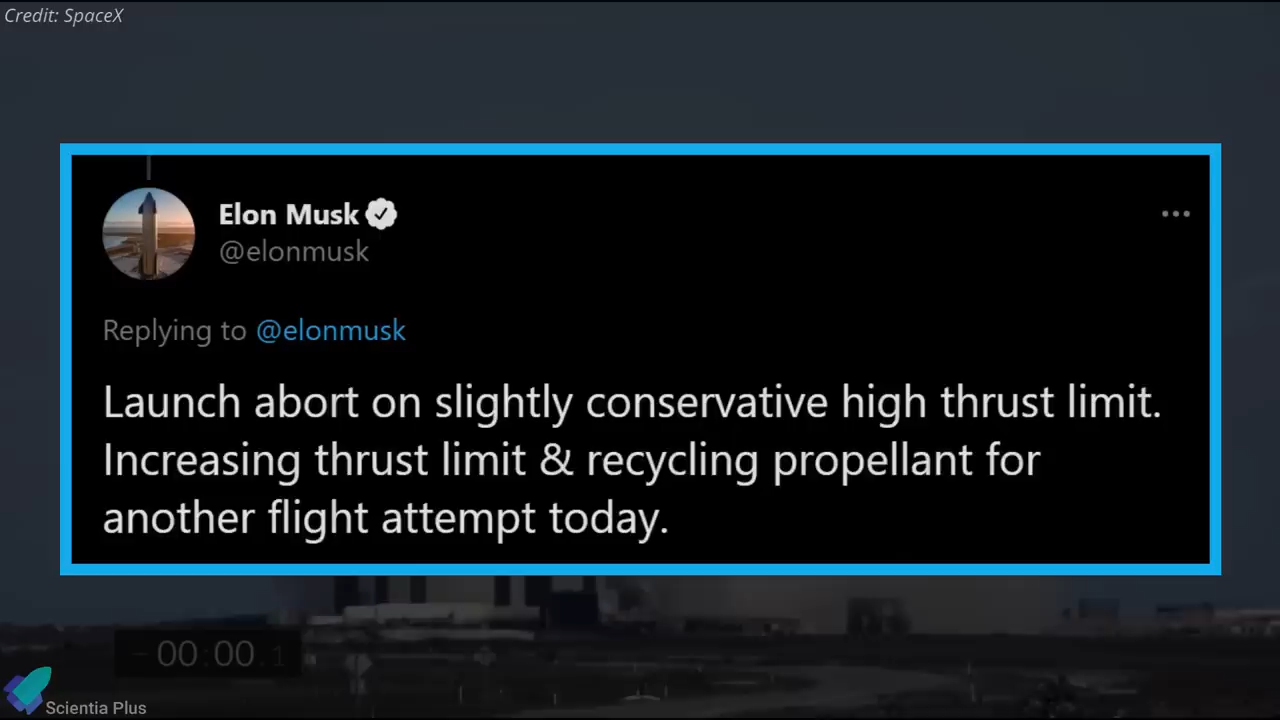 Credit: SpaceX
Elon Musk
@elonmusk
Replying to @elonmusk
Launch abort on slightly conservative high thrust limit.
Increasing thrust limit & recycling propellant for
another flight attempt today.
-00:00.1
Scientia Plus